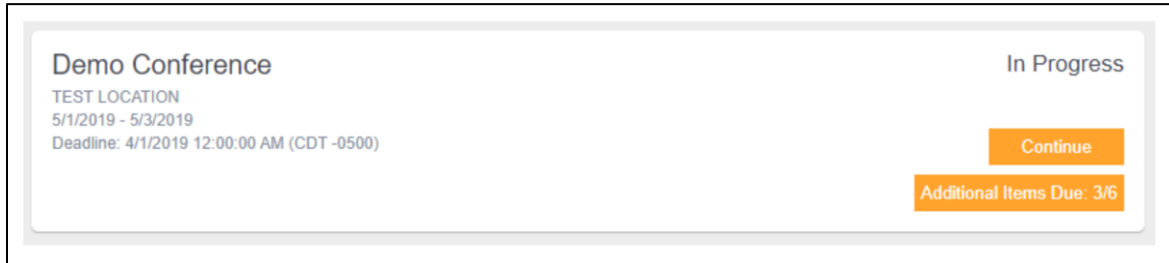 Demo Conference
In Progress
TEST LOCATION
5/1/2019 - 5/3/2019
Deadline: 4/1/2019 12:00:00 AM (CDT -0500)
Continue
Additional Items Due: 3/6